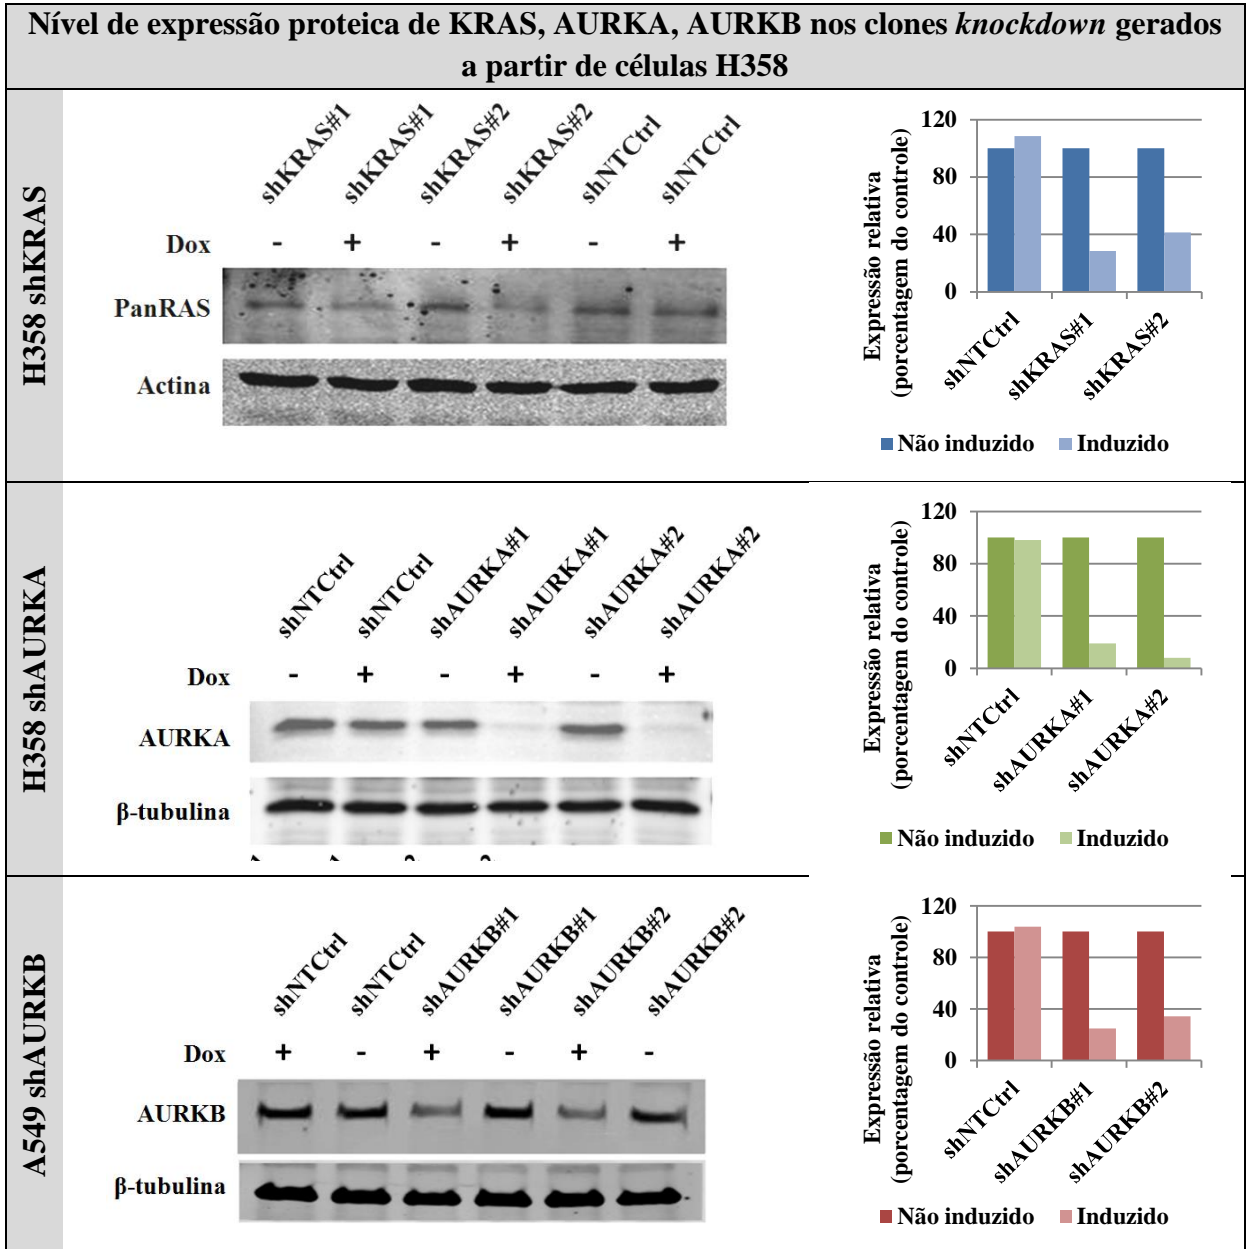 Nível de expressão proteica de KRAS, AURKA, AURKB nos clones knockdown gerados
a partir de células H358
H358 shKRAS
shKRAS#1 shKRAS#1 shKRAS#2 shKRAS#2 shNTCtrl shNTCtrl
Dox - + - + - +
PanRAS
Actina
Expressão relativa
(porcentagem do controle)
120
80
40
0
shNTCtrl shKRAS#1 shKRAS#2
Não induzido Induzido
H358 shAURKA
shNTCtrl shNTCtrl shAURKA#1 shAURKA#1 shAURKA#2 shAURKA#2
Dox - + - + - +
AURKA
β-tubulina
Expressão relativa
(porcentagem do controle)
120
80
40
0
shNTCtrl shAURKA#1 shAURKA#2
Não induzido Induzido
A549 shAURKB
shNTCtrl shNTCtrl shAURKB#1 shAURKB#1 shAURKB#2 shAURKB#2
Dox + - + - + -
AURKB
β-tubulina
Expressão relativa
(porcentagem do controle)
120
80
40
0
shNTCtrl shAURKB#1 shAURKB#2
Não induzido Induzido